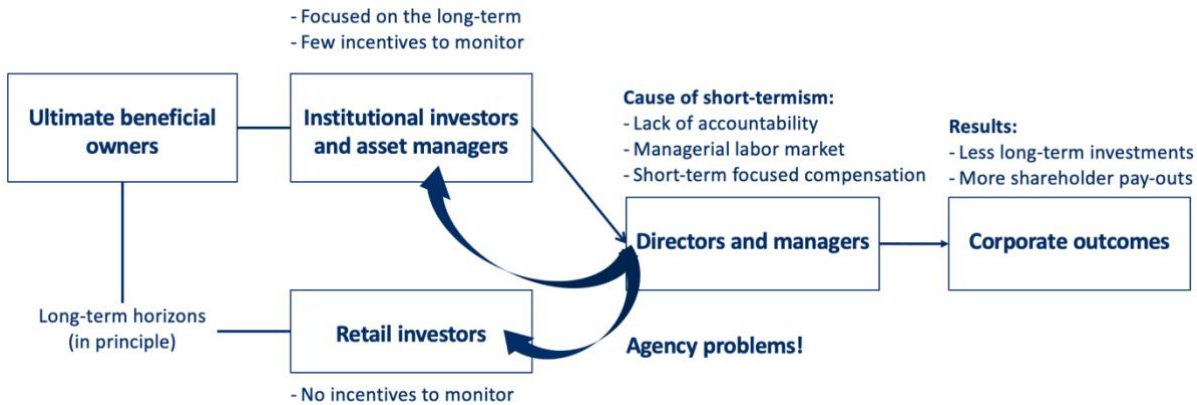 - Focused on the long-term
- Few incentives to monitor
Ultimate beneficial
owners
Institutional investors
and asset managers
Cause of short-termism:
- Lack of accountability
- Managerial labor market
- Short-term focused compensation
Results:
- Less long-term investments
- More shareholder pay-outs
Directors and managers
Corporate outcomes
Long-term horizons
(in principle)
Retail investors
Agency problems!
- No incentives to monitor